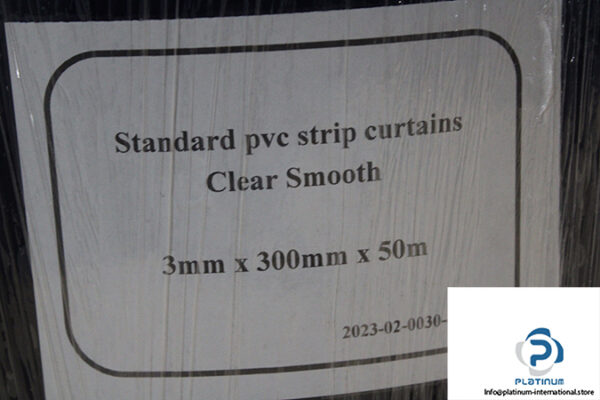 Standard pvc strip curtains
Clear Smooth
3mm x 300mm x 50m
2023-02-0030-
PLATINUM
Info@platinum-international.store